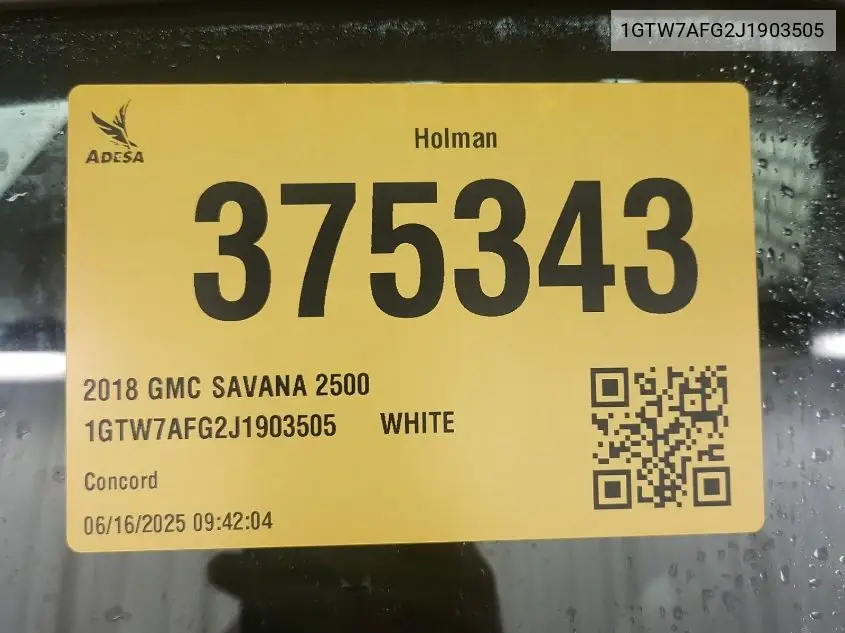 1GTW7AFG2J1903505
ADESA
Holman
375343
2018 GMC SAVANA 2500
1GTW7AFG2J1903505 WHITE
Concord
06/16/2025 09:42:04